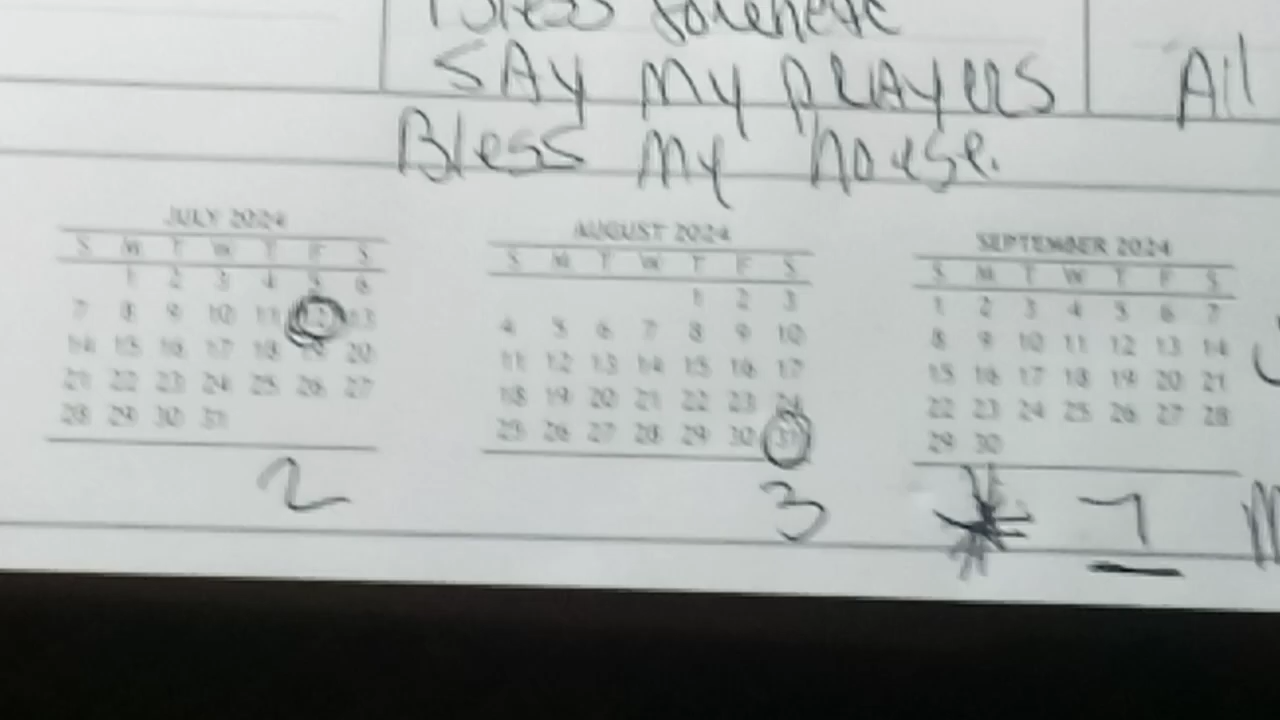 SAY My prAyers
All
Bless My house.
JULY 2024
S M T W T F S
1 2 3 4 5 6
7 8 9 10 11 12 13
14 15 16 17 18 19 20
21 22 23 24 25 26 27
28 29 30 31
2
AUGUST 2024
S M T W T F S
1 2 3
4 5 6 7 8 9 10
11 12 13 14 15 16 17
18 19 20 21 22 23 24
25 26 27 28 29 30 31
3
SEPTEMBER 2024
S M T W T F S
1 2 3 4 5 6 7
8 9 10 11 12 13 14
15 16 17 18 19 20 21
22 23 24 25 26 27 28
29 30
7